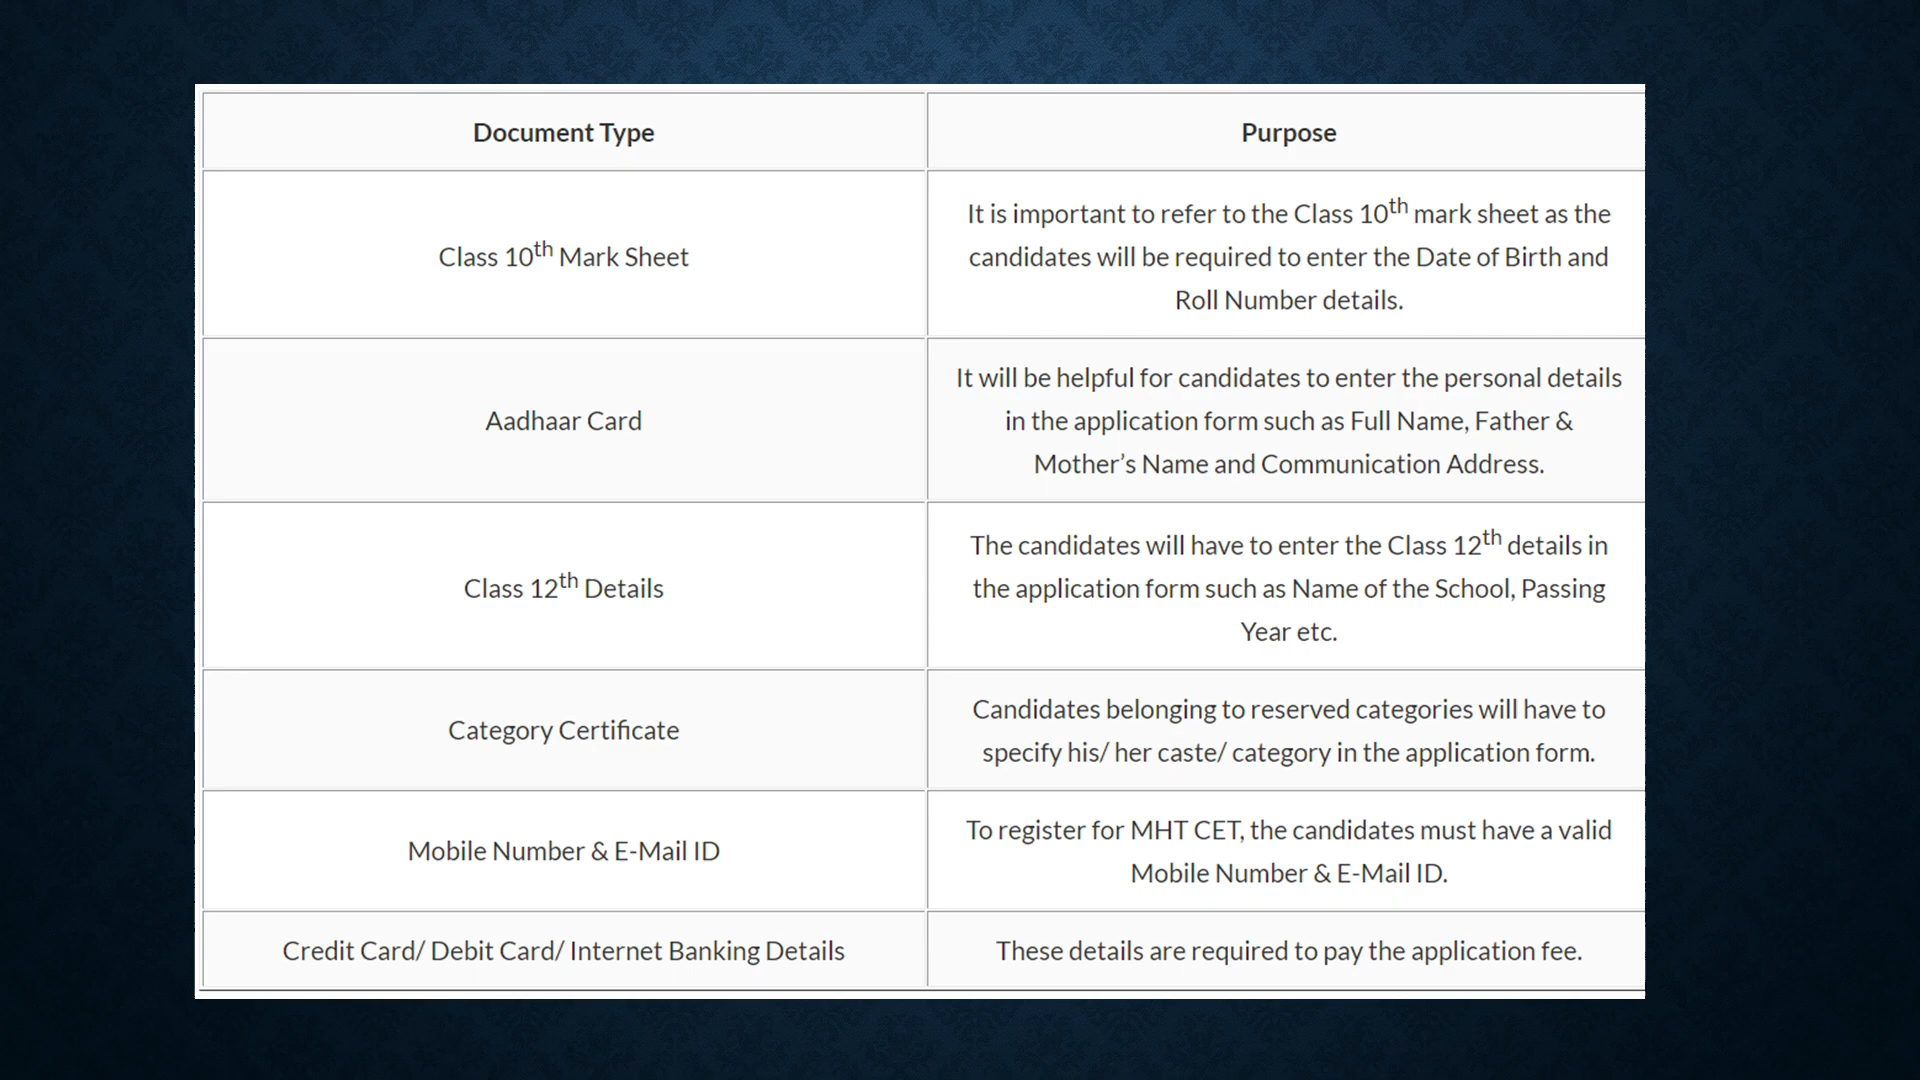 Document Type
Purpose
Class 10th Mark Sheet
It is important to refer to the Class 10th mark sheet as the
candidates will be required to enter the Date of Birth and
Roll Number details.
Aadhaar Card
It will be helpful for candidates to enter the personal details
in the application form such as Full Name, Father &
Mother’s Name and Communication Address.
Class 12th Details
The candidates will have to enter the Class 12th details in
the application form such as Name of the School, Passing
Year etc.
Category Certificate
Candidates belonging to reserved categories will have to
specify his/ her caste/ category in the application form.
Mobile Number & E-Mail ID
To register for MHT CET, the candidates must have a valid
Mobile Number & E-Mail ID.
Credit Card/ Debit Card/ Internet Banking Details
These details are required to pay the application fee.